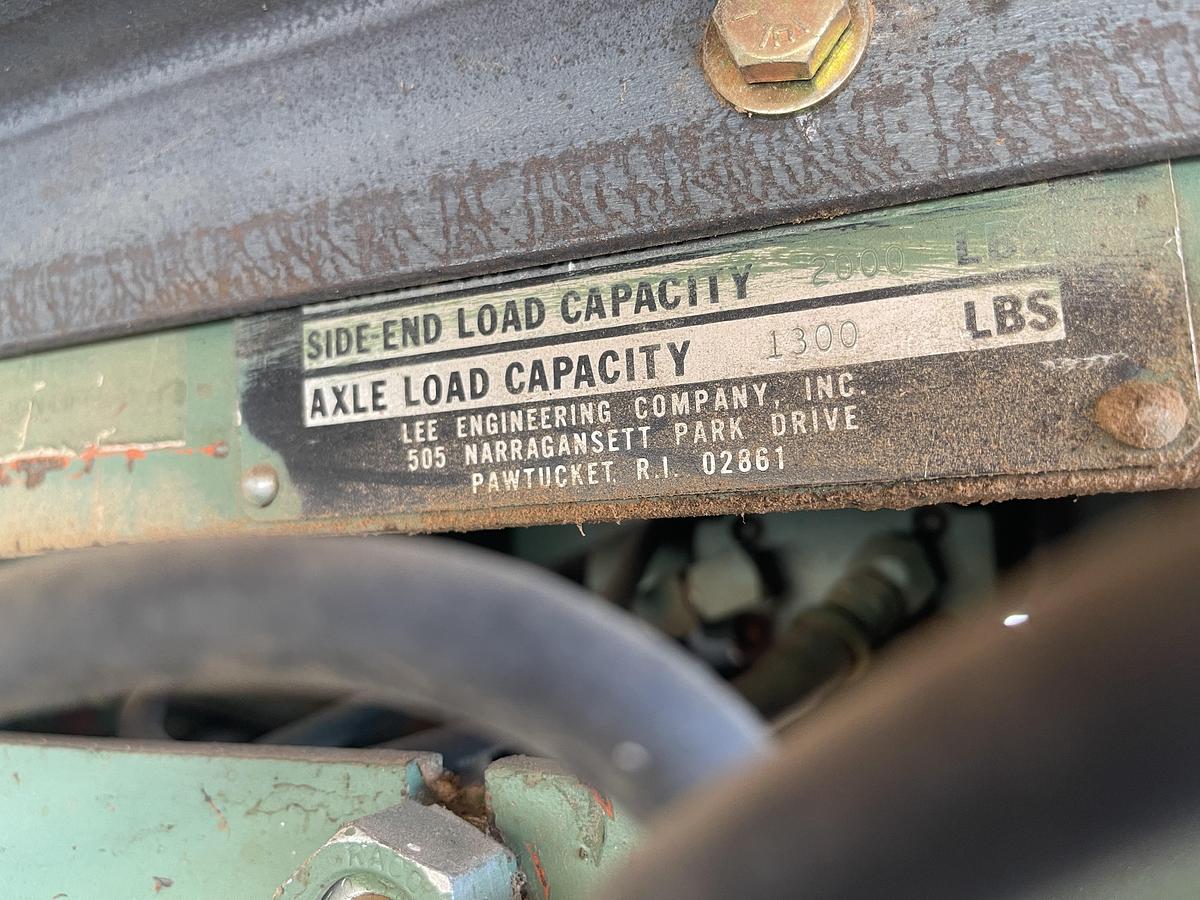 SIDE-END LOAD CAPACITY 2000 LB
AXLE LOAD CAPACITY 1300 LBS
LEE ENGINEERING COMPANY, INC.
505 NARRAGANSETT PARK DRIVE
PAWTUCKET, R.I. 02861